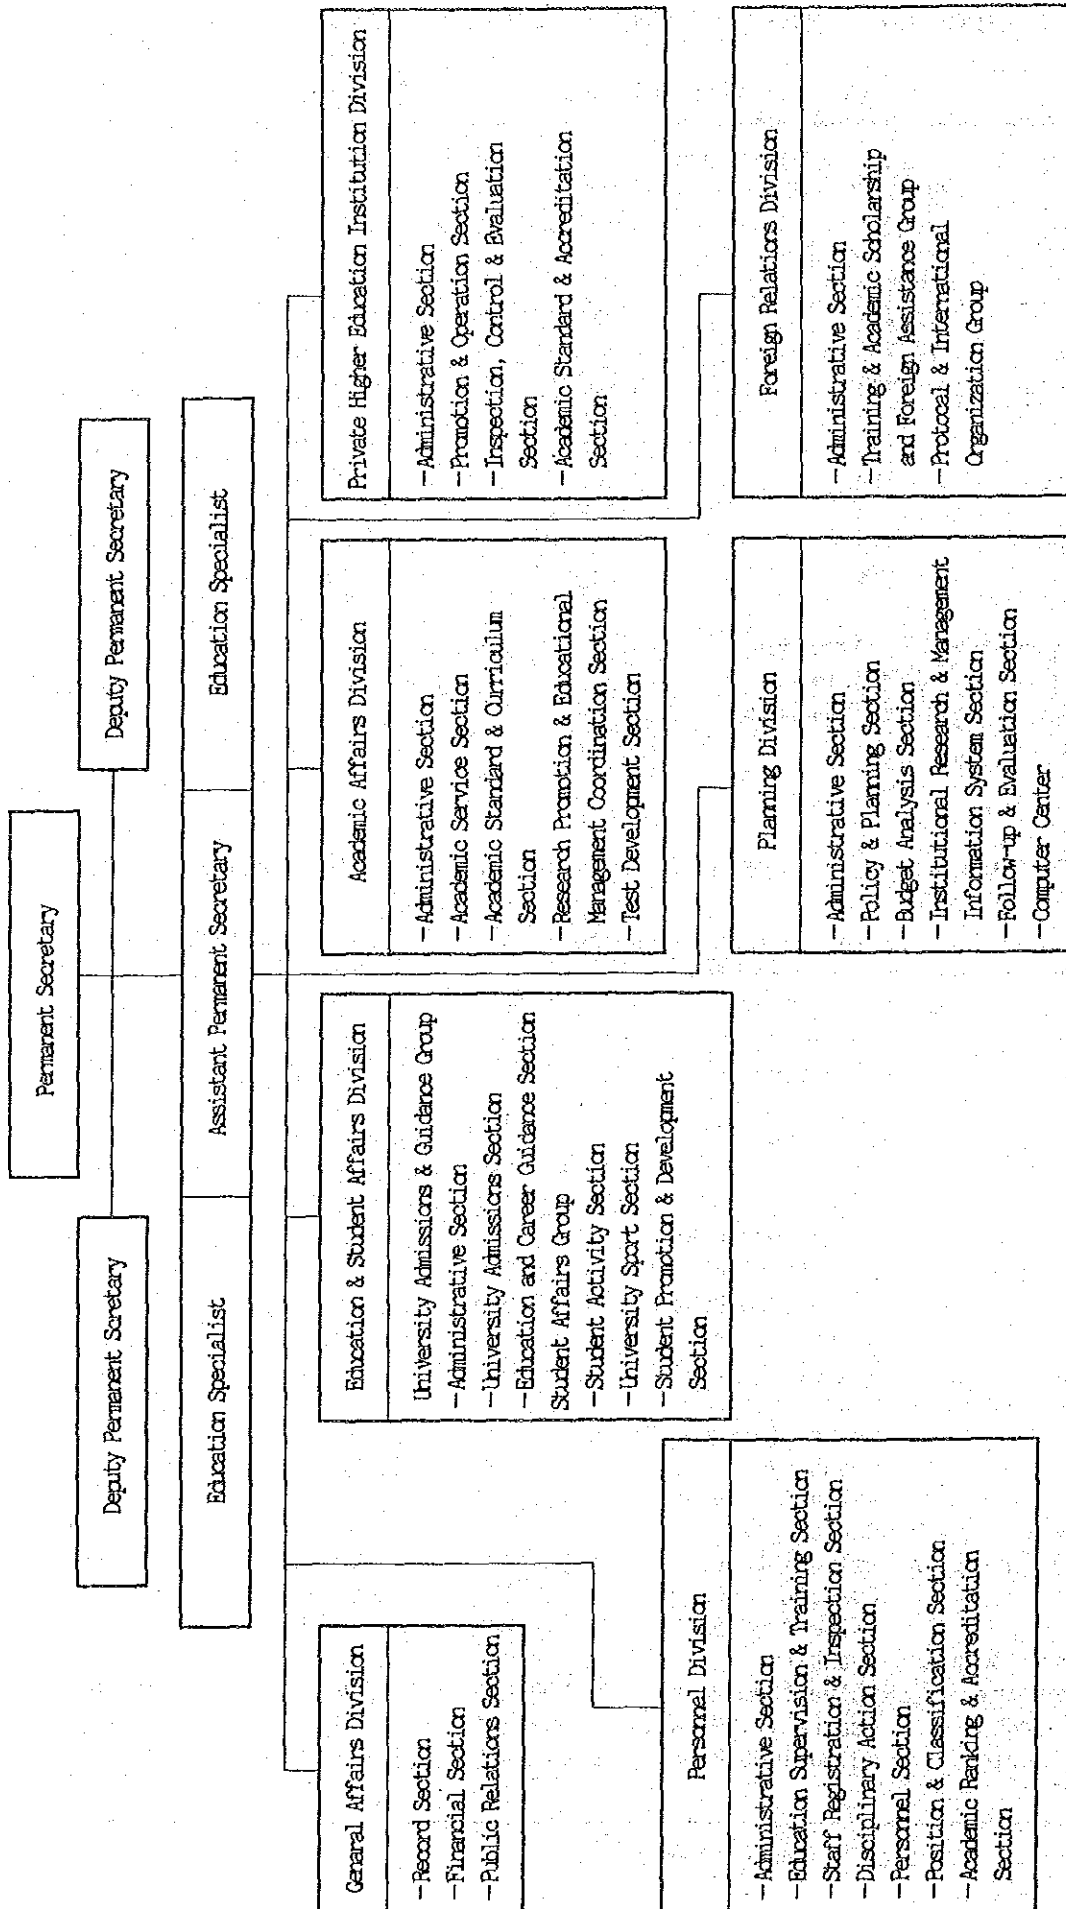 Permanent Secretary
Deputy Permanent Scretary
Deputy Permanent Secretary
Education Specialist
Assistant Permanent Secretary
Education Specialist
Genaral Affairs Division
-Record Section
-Financial Section
-Public Relations Section
Education & Student Affairs Division
University Admissions & Guidance Group
-Administrative Section
-University Admissions Section
-Education and Career Guidance Section
Student Affairs Group
-Student Activity Section
-University Sport Section
-Student Promotion & Development
Section
Academic Affairs Division
-Administrative Section
-Academic Service Section
-Academic Standard & Curriculum
Section
-Research Promotion & Educational
Management Coordination Section
-Test Development Section
Private Higher Education Institution Division
-Administrative Section
-Promotion & Operation Section
-Inspection, Control & Evaluation
Section
-Academic Standard & Accreditation
Section
Personnel Division
-Administrative Section
-Education Supervision & Training Section
-Staff Registration & Inspection Section
-Disciplinary Action Section
-Personnel Section
-Position & Classification Section
-Academic Ranking & Accreditation
Section
Planning Division
-Administrative Section
-Policy & Planning Section
-Budget Analysis Section
-Institutional Research & Management
Information System Section
-Follow-up & Evaluation Section
-Computer Center
Foreign Relations Division
-Administrative Section
-Training & Academic Scholarship
and Foreign Assistance Group
-Protocal & International
Organization Group